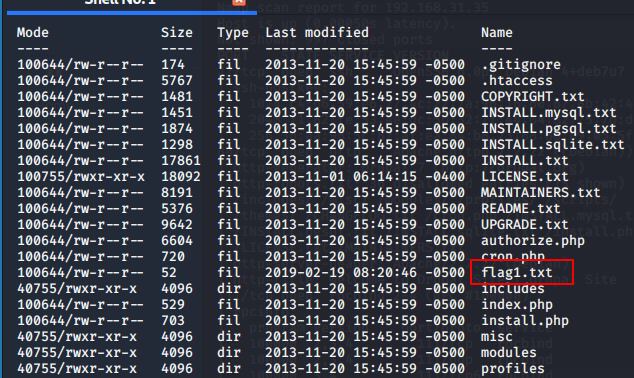 Shell No. 1
Mode Size Type Last modified Name
---- ---- ---- ------------- ----
100644/rw-r--r-- 174 fil 2013-11-20 15:45:59 -0500 .gitignore
100644/rw-r--r-- 5767 fil 2013-11-20 15:45:59 -0500 .htaccess
100644/rw-r--r-- 1481 fil 2013-11-20 15:45:59 -0500 COPYRIGHT.txt
100644/rw-r--r-- 1451 fil 2013-11-20 15:45:59 -0500 INSTALL.mysql.txt
100644/rw-r--r-- 1874 fil 2013-11-20 15:45:59 -0500 INSTALL.pgsql.txt
100644/rw-r--r-- 1298 fil 2013-11-20 15:45:59 -0500 INSTALL.sqlite.txt
100644/rw-r--r-- 17861 fil 2013-11-20 15:45:59 -0500 INSTALL.txt
100755/rwxr-xr-x 18092 fil 2013-11-01 06:14:15 -0400 LICENSE.txt
100644/rw-r--r-- 8191 fil 2013-11-20 15:45:59 -0500 MAINTAINERS.txt
100644/rw-r--r-- 5376 fil 2013-11-20 15:45:59 -0500 README.txt
100644/rw-r--r-- 9642 fil 2013-11-20 15:45:59 -0500 UPGRADE.txt
100644/rw-r--r-- 6604 fil 2013-11-20 15:45:59 -0500 authorize.php
100644/rw-r--r-- 720 fil 2013-11-20 15:45:59 -0500 cron.php
100644/rw-r--r-- 52 fil 2019-02-19 08:20:46 -0500 flag1.txt
40755/rwxr-xr-x 4096 dir 2013-11-20 15:45:59 -0500 includes
100644/rw-r--r-- 529 fil 2013-11-20 15:45:59 -0500 index.php
100644/rw-r--r-- 703 fil 2013-11-20 15:45:59 -0500 install.php
40755/rwxr-xr-x 4096 dir 2013-11-20 15:45:59 -0500 misc
40755/rwxr-xr-x 4096 dir 2013-11-20 15:45:59 -0500 modules
40755/rwxr-xr-x 4096 dir 2013-11-20 15:45:59 -0500 profiles